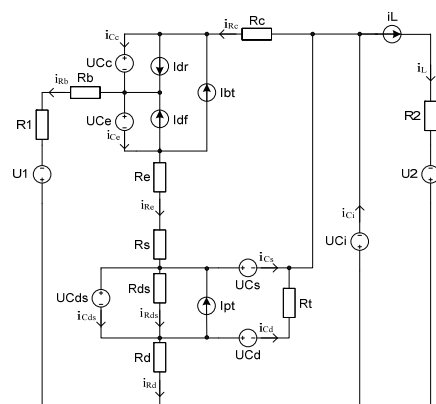 iCc
iRc
Rc
iL
UCc
Idr
iRb
Rb
Ibt
iL
R1
UCe
Idf
R2
iCe
U1
Re
U2
iRe
iCi
Rs
iCs
UCi
UCds
Rds
UCs
Ipt
Rt
iCds
iRds
iCd
UCd
Rd
iRd